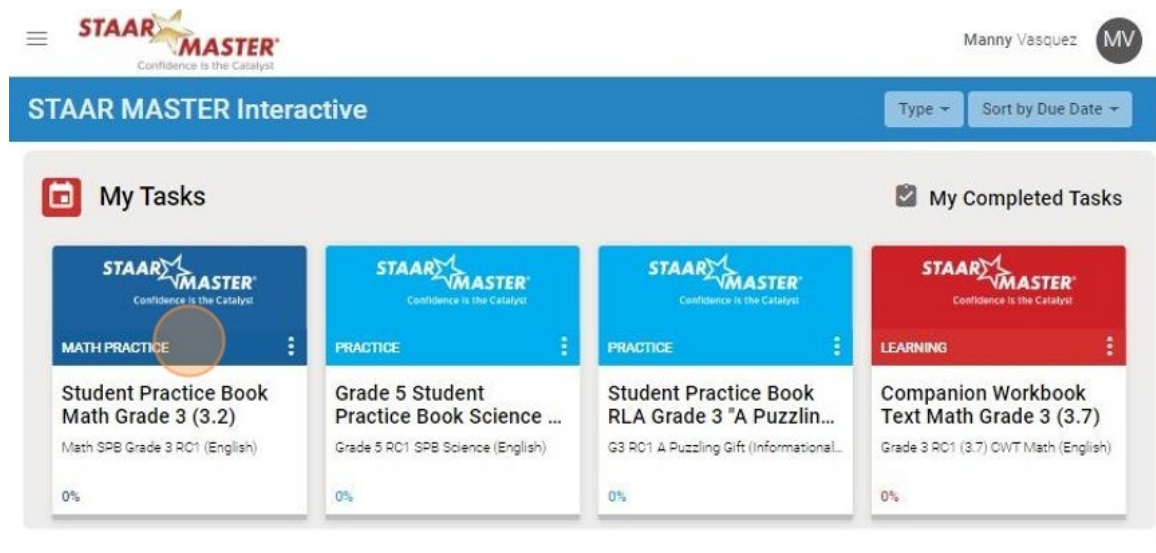 STAAR MASTER®
Confidence is the Catalyst
Manny Vasquez MV
STAAR MASTER Interactive
Type
Sort by Due Date
My Tasks
My Completed Tasks
STAAR MASTER®
Confidence is the Catalyst
MATH PRACTICE
Student Practice Book
Math Grade 3 (3.2)
Math SPB Grade 3 RC1 (English)
0%
STAAR MASTER®
Confidence is the Catalyst
PRACTICE
Grade 5 Student
Practice Book Science ...
Grade 5 RC1 SPB Science (English)
0%
STAAR MASTER®
Confidence is the Catalyst
PRACTICE
Student Practice Book
RLA Grade 3 "A Puzzlin...
G3 RC1 A Puzzling Gift (Informational...
0%
STAAR MASTER®
Confidence is the Catalyst
LEARNING
Companion Workbook
Text Math Grade 3 (3.7)
Grade 3 RC1 (3.7) CWT Math (English)
0%